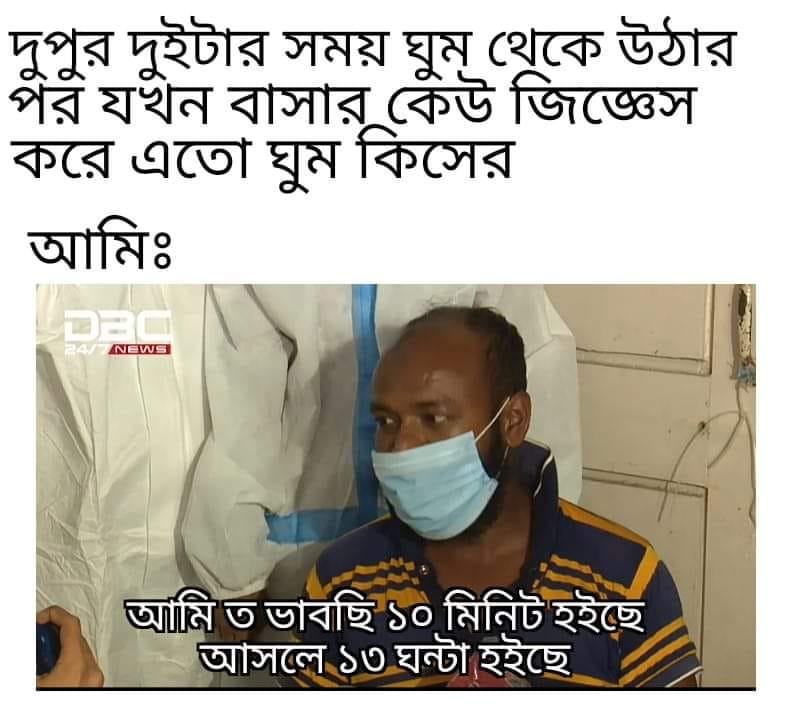 দুপুর দুইটার সময় ঘুম থেকে উঠার
পর যখন বাসার কেউ জিজ্ঞেস
করে এতো ঘুম কিসের
আমিঃ
DBC
24/7 NEWS
আমি ত ভাবছি ১০ মিনিট হইছে
আসলে ১৩ ঘন্টা হইছে